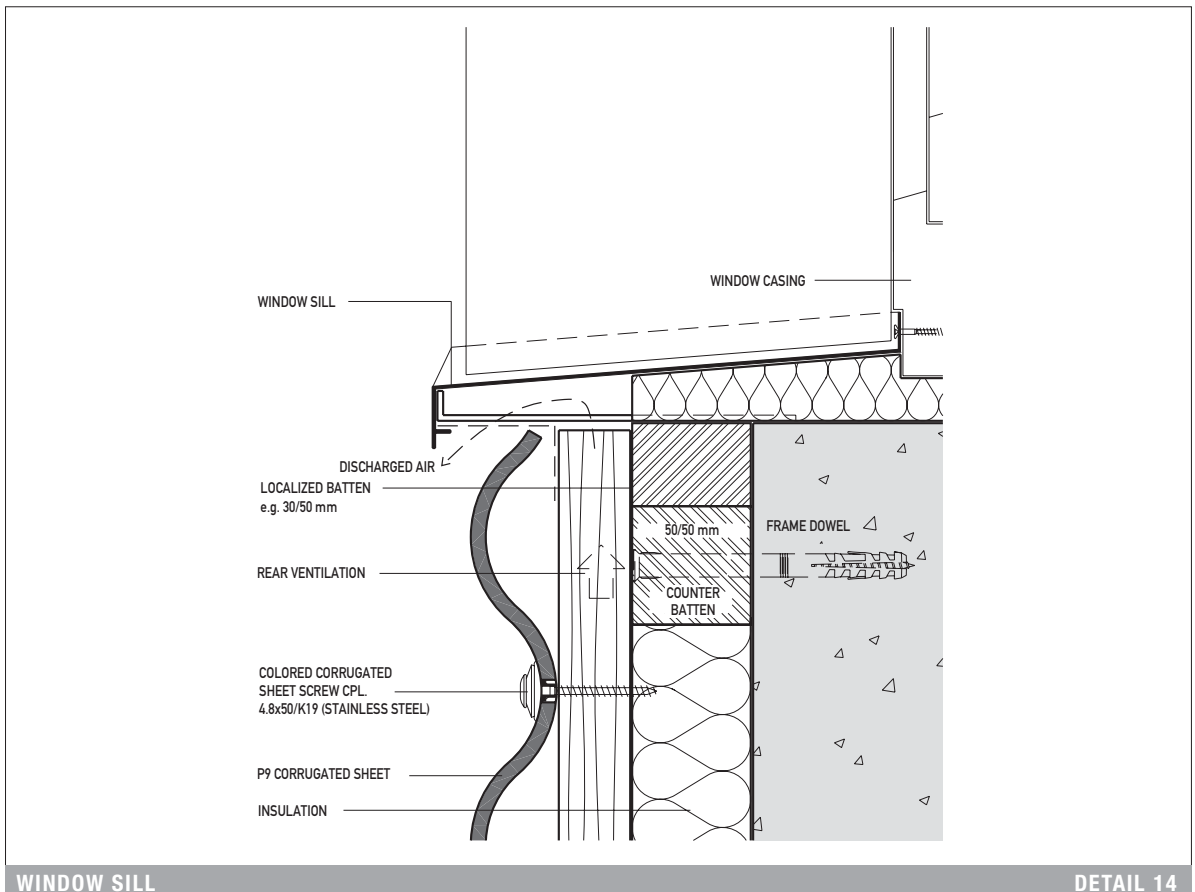 WINDOW CASING
WINDOW SILL
DISCHARGED AIR
LOCALIZED BATTEN
e.g. 30/50 mm
50/50 mm
FRAME DOWEL
REAR VENTILATION
COUNTER
BATTEN
COLORED CORRUGATED
SHEET SCREW CPL.
4.8x50/K19 (STAINLESS STEEL)
P9 CORRUGATED SHEET
INSULATION
WINDOW SILL
DETAIL 14